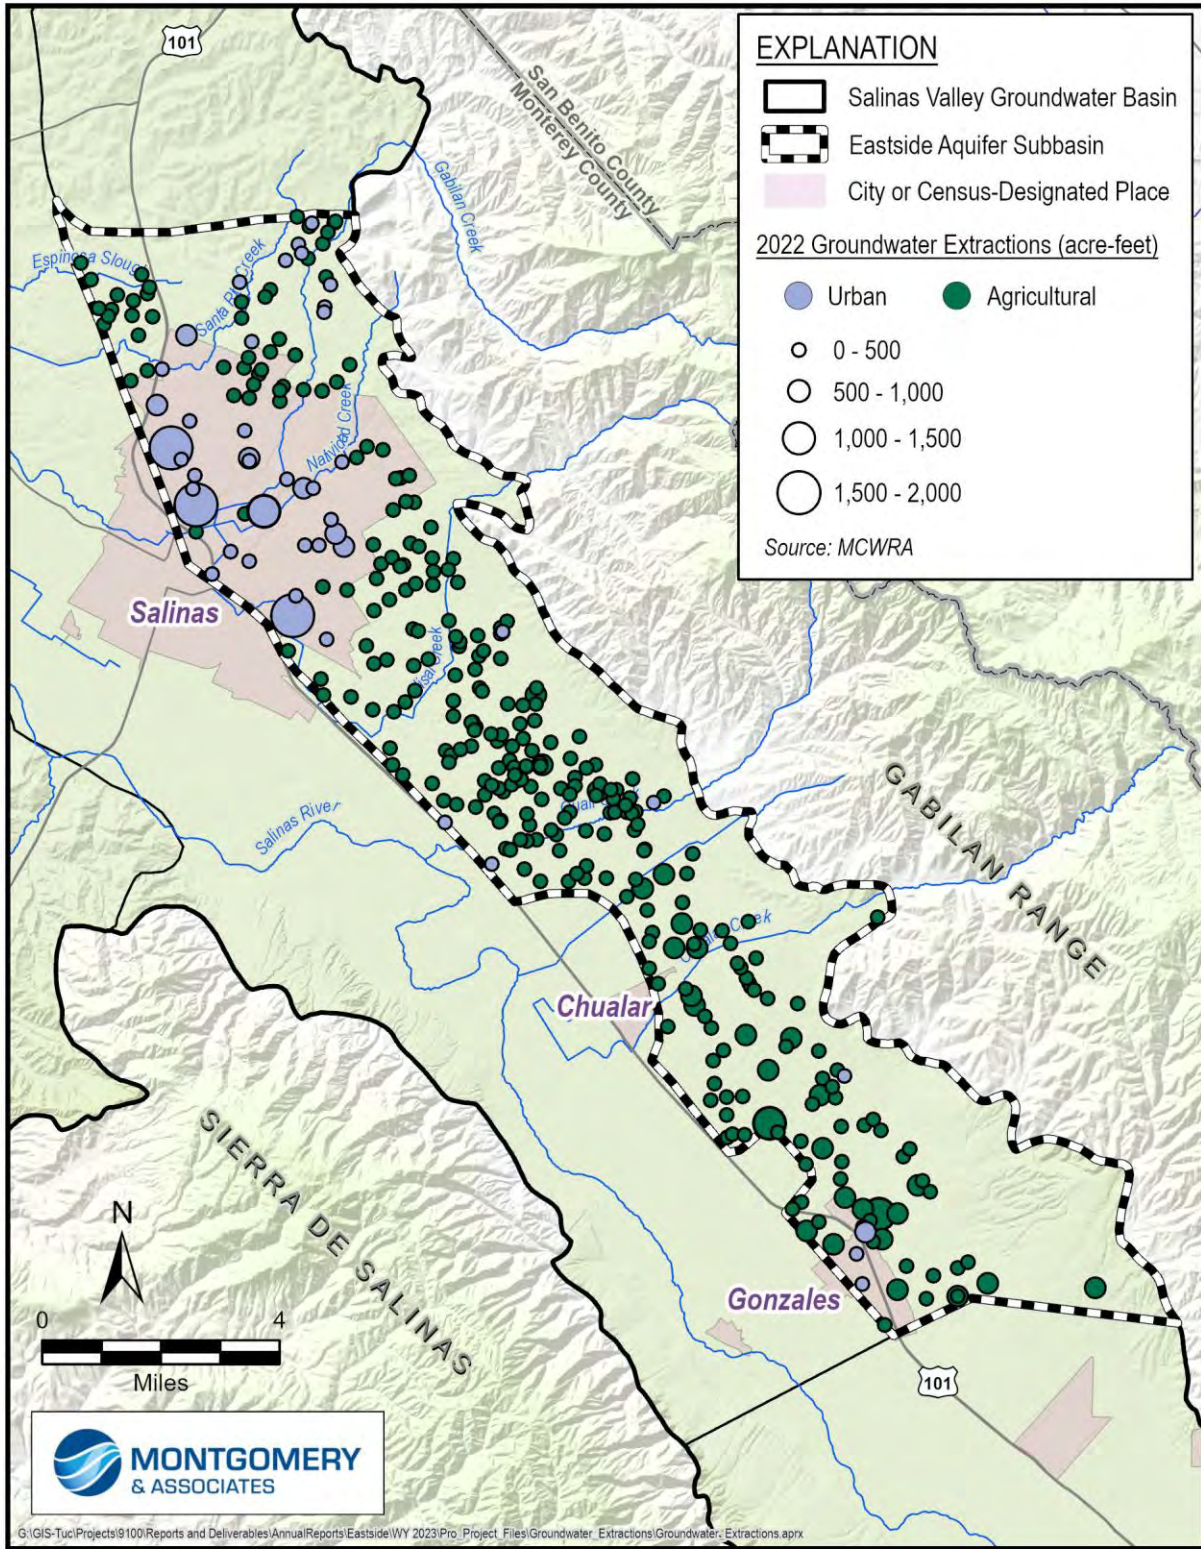 101
San Benito County
Monterey County
EXPLANATION
Salinas Valley Groundwater Basin
Eastside Aquifer Subbasin
City or Census-Designated Place
2022 Groundwater Extractions (acre-feet)
Urban
Agricultural
0 - 500
500 - 1,000
1,000 - 1,500
1,500 - 2,000
Source: MCWRA
Gabilan Creek
Espinosa Sloug
Creek
Natividad Creek
Salinas
Creek
Salinas River
GABILAN RANGE
Chualar
SIERRA DE SALINAS
Gonzales
101
N
0 4
Miles
MONTGOMERY
& ASSOCIATES
G:\GIS-Tuc\Projects\9100\Reports and Deliverables\AnnualReports\Eastside\WY 2023\Pro_Project_Files\Groundwater_Extractions\Groundwater_Extractions.aprx